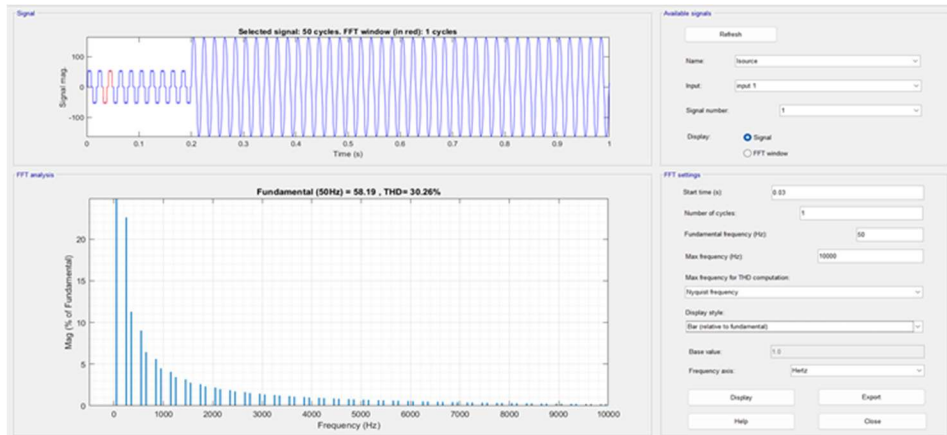 Signal
Selected signal: 50 cycles. FFT window (in red): 1 cycles
Signal mag.
100
0
-100
0 0.1 0.2 0.3 0.4 0.5 0.6 0.7 0.8 0.9 1
Time (s)
FFT analysis
Fundamental (50Hz) = 58.19 , THD= 30.26%
Mag (% of Fundamental)
20
15
10
5
0
0 1000 2000 3000 4000 5000 6000 7000 8000 9000 10000
Frequency (Hz)
Available signals
Refresh
Name: Isource
Input: input 1
Signal number: 1
Display: Signal
FFT window
FFT settings
Start time (s): 0.03
Number of cycles: 1
Fundamental frequency (Hz): 50
Max frequency (Hz): 10000
Max frequency for THD computation:
Nyquist frequency
Display style:
Bar (relative to fundamental)
Base value: 1.0
Frequency axis: Hertz
Display Export
Help Close